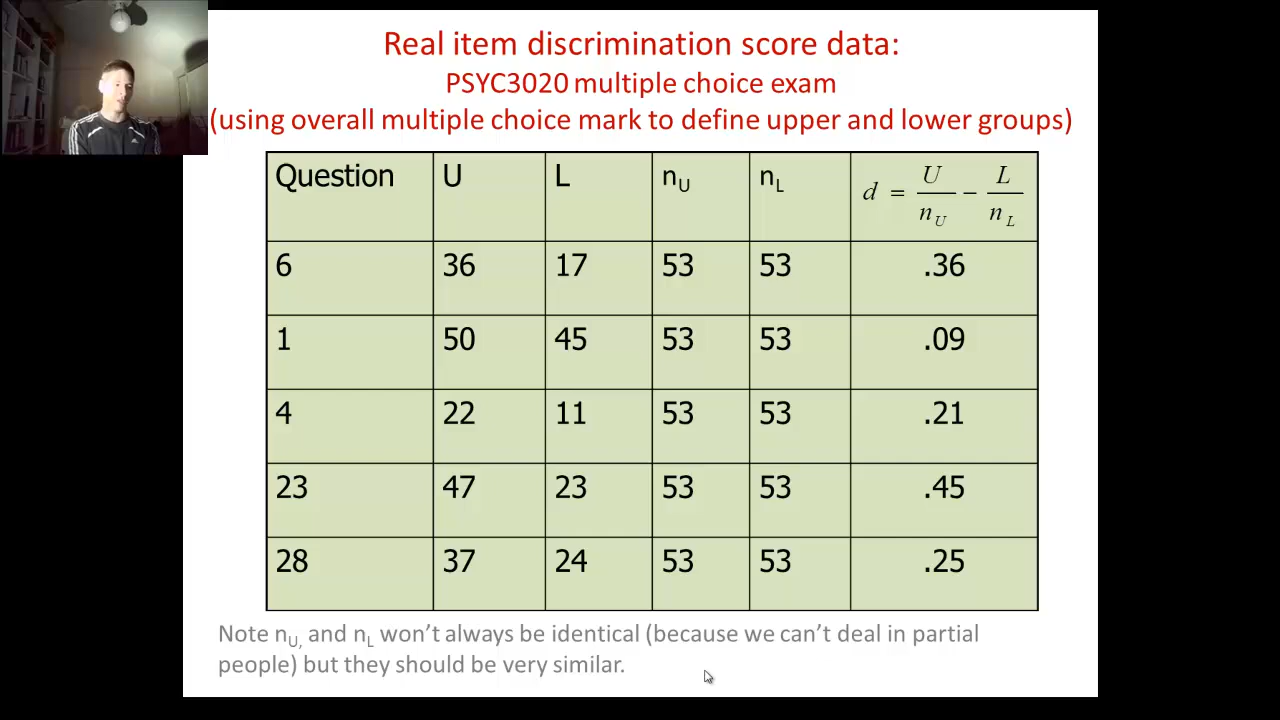 Real item discrimination score data:
PSYC3020 multiple choice exam
(using overall multiple choice mark to define upper and lower groups)
Question U L nU nL d = U/nU − L/nL
6 36 17 53 53 .36
1 50 45 53 53 .09
4 22 11 53 53 .21
23 47 23 53 53 .45
28 37 24 53 53 .25
Note nU, and nL won't always be identical (because we can't deal in partial
people) but they should be very similar.